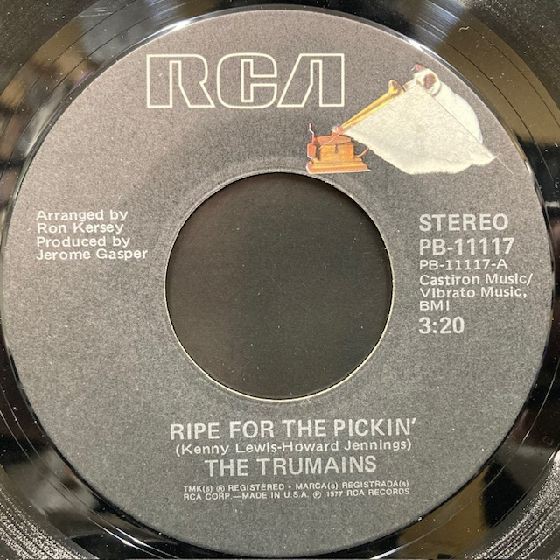 RCA
Arranged by
Ron Kersey
Produced by
Jerome Gasper
STEREO
PB-11117
PB-11117-A
Castiron Music/
Vibrato Music,
BMI
3:20
RIPE FOR THE PICKIN'
(Kenny Lewis-Howard Jennings)
THE TRUMAINS
TMK(S) ® REGISTERED • MARCA(s) REGISTRADA(s)
RCA CORP.—MADE IN U.S.A. ℗ 1977 RCA RECORDS